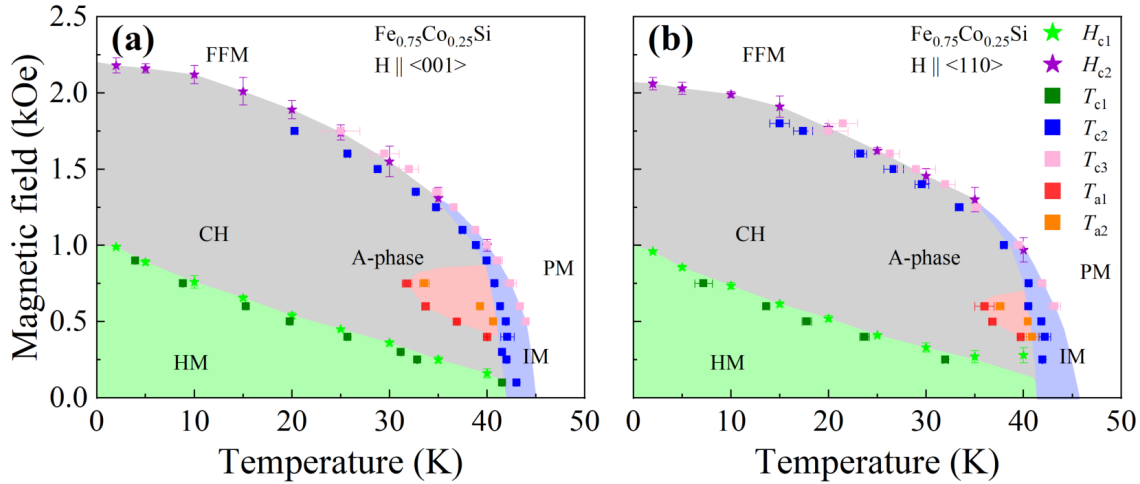 Magnetic field (kOe)
2.5
2.0
1.5
1.0
0.5
0.0
(a)
FFM
Fe0.75Co0.25Si
H || <001>
CH
A-phase
PM
HM
IM
0 10 20 30 40
Temperature (K)
(b)
FFM
Fe0.75Co0.25Si
H || <110>
CH
A-phase
PM
HM
IM
0 10 20 30 40 50
Temperature (K)
Hc1
Hc2
Tc1
Tc2
Tc3
Ta1
Ta2